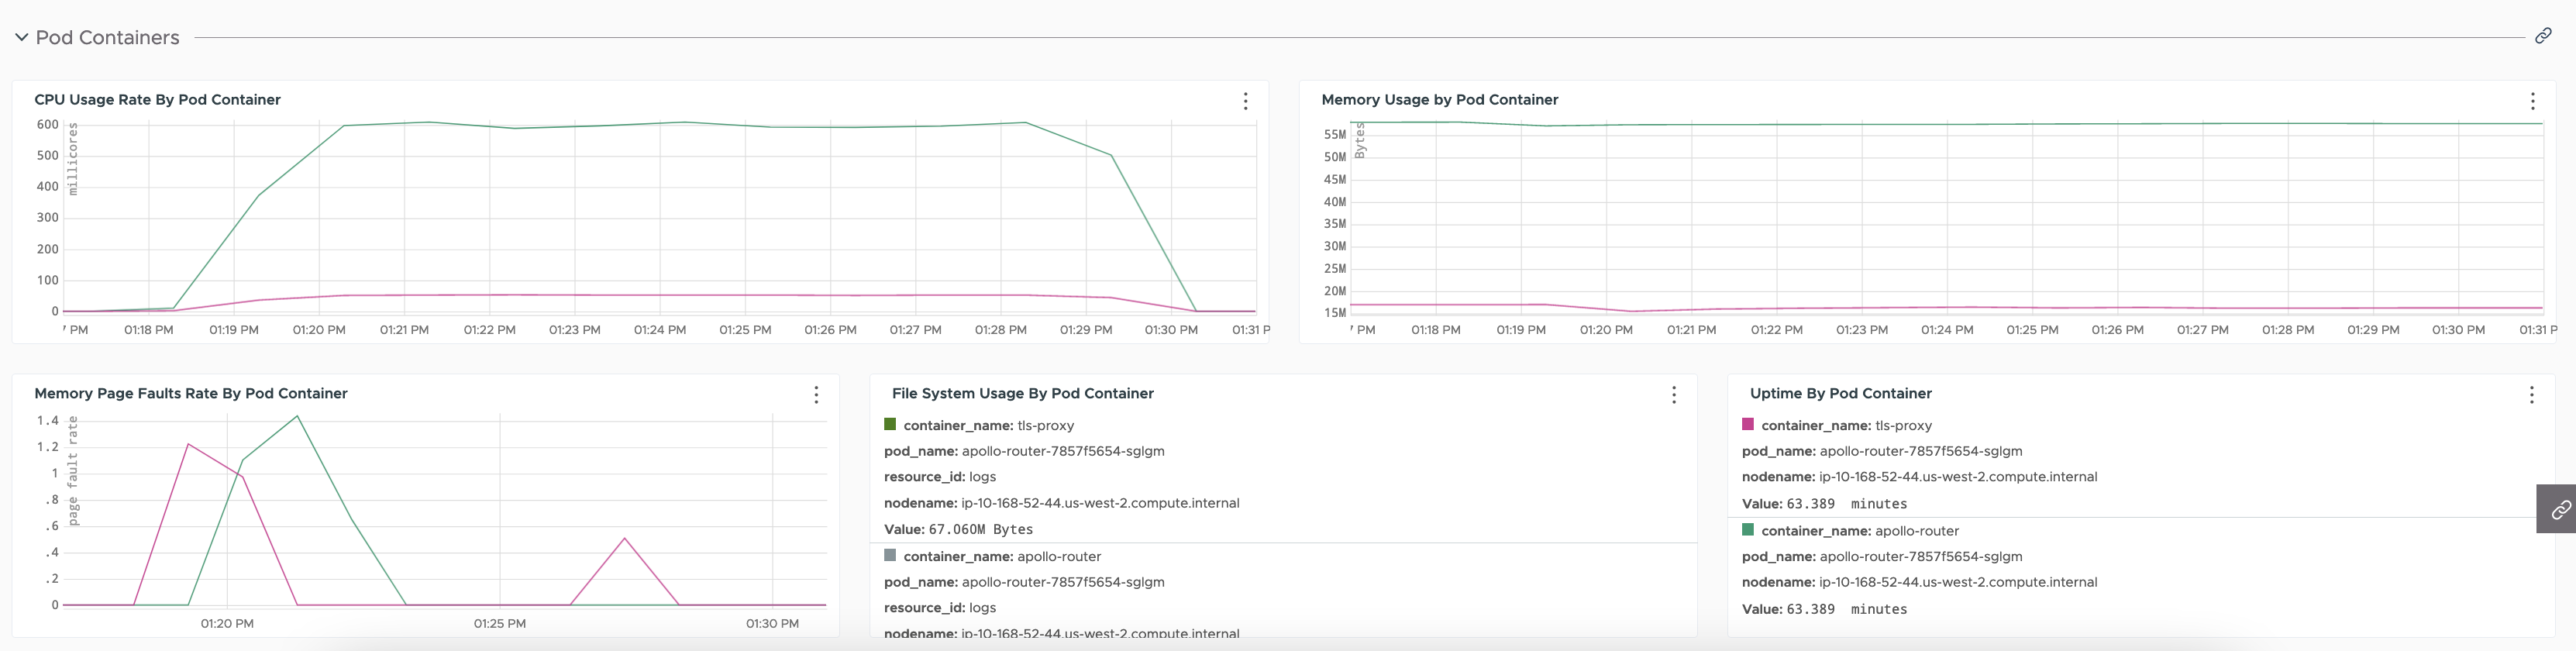 Pod Containers
CPU Usage Rate By Pod Container
millicores
600
500
400
300
200
100
0
PM
01:18 PM
01:19 PM
01:20 PM
01:21 PM
01:22 PM
01:23 PM
01:24 PM
01:25 PM
01:26 PM
01:27 PM
01:28 PM
01:29 PM
01:30 PM
01:31 P
Memory Usage by Pod Container
Bytes
55M
50M
45M
40M
35M
30M
25M
20M
15M
PM
01:18 PM
01:19 PM
01:20 PM
01:21 PM
01:22 PM
01:23 PM
01:24 PM
01:25 PM
01:26 PM
01:27 PM
01:28 PM
01:29 PM
01:30 PM
01:31 P
Memory Page Faults Rate By Pod Container
page fault rate
1.4
1.2
1
.8
.6
.4
.2
0
01:20 PM
01:25 PM
01:30 PM
File System Usage By Pod Container
container_name: tls-proxy
pod_name: apollo-router-7857f5654-sglgm
resource_id: logs
nodename: ip-10-168-52-44.us-west-2.compute.internal
Value: 67.060M Bytes
container_name: apollo-router
pod_name: apollo-router-7857f5654-sglgm
resource_id: logs
nodename: ip-10-168-52-44.us-west-2.compute.internal
Uptime By Pod Container
container_name: tls-proxy
pod_name: apollo-router-7857f5654-sglgm
nodename: ip-10-168-52-44.us-west-2.compute.internal
Value: 63.389 minutes
container_name: apollo-router
pod_name: apollo-router-7857f5654-sglgm
nodename: ip-10-168-52-44.us-west-2.compute.internal
Value: 63.389 minutes